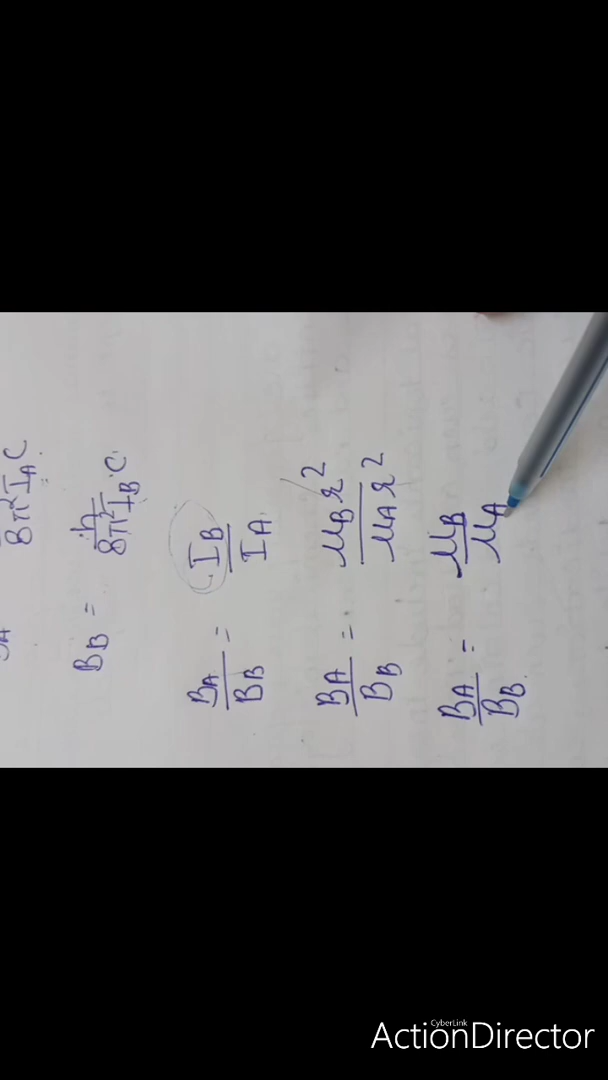 8π²I_A C
B_B = h / 8π²I_B C
B_A / B_B = I_B / I_A
B_A / B_B = μ_B r² / μ_A r²
B_A / B_B = μ_B / μ_A
CyberLink
ActionDirector